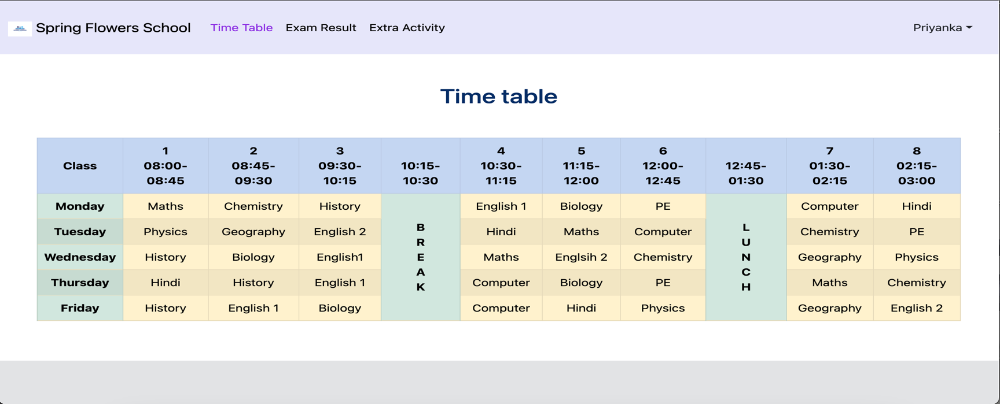 Spring Flowers School Time Table Exam Result Extra Activity Priyanka
Time table
Class 1 08:00-08:45 2 08:45-09:30 3 09:30-10:15 10:15-10:30 4 10:30-11:15 5 11:15-12:00 6 12:00-12:45 12:45-01:30 7 01:30-02:15 8 02:15-03:00
Monday Maths Chemistry History BREAK English 1 Biology PE LUNCH Computer Hindi
Tuesday Physics Geography English 2 Hindi Maths Computer Chemistry PE
Wednesday History Biology English1 Maths Englsih 2 Chemistry Geography Physics
Thursday Hindi History English 1 Computer Biology PE Maths Chemistry
Friday History English 1 Biology Computer Hindi Physics Geography English 2